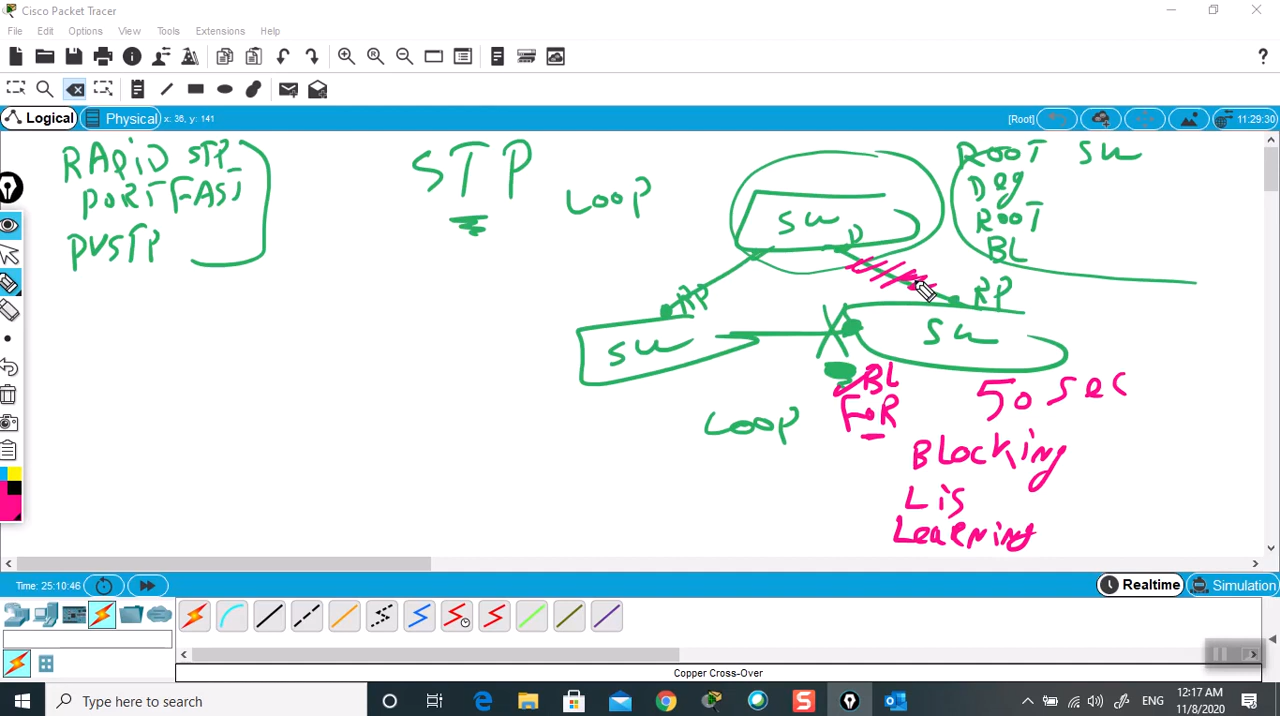 Cisco Packet Tracer
File Edit Options View Tools Extensions Help
?
Logical Physical x: 36, y: 141 [Root] 11:29:30
RAPiD STP
PORTFAST
PVSTP
STP
LOOP
SW
D
ROOT SW
Deg
ROOT
BL
RP
RP
SW
SW
BL
FOR
50 SeC
LOOP
BLocking
Lis
Learning
Time: 25:10:46 Realtime Simulation
Copper Cross-Over
Type here to search
ENG
12:17 AM
11/8/2020